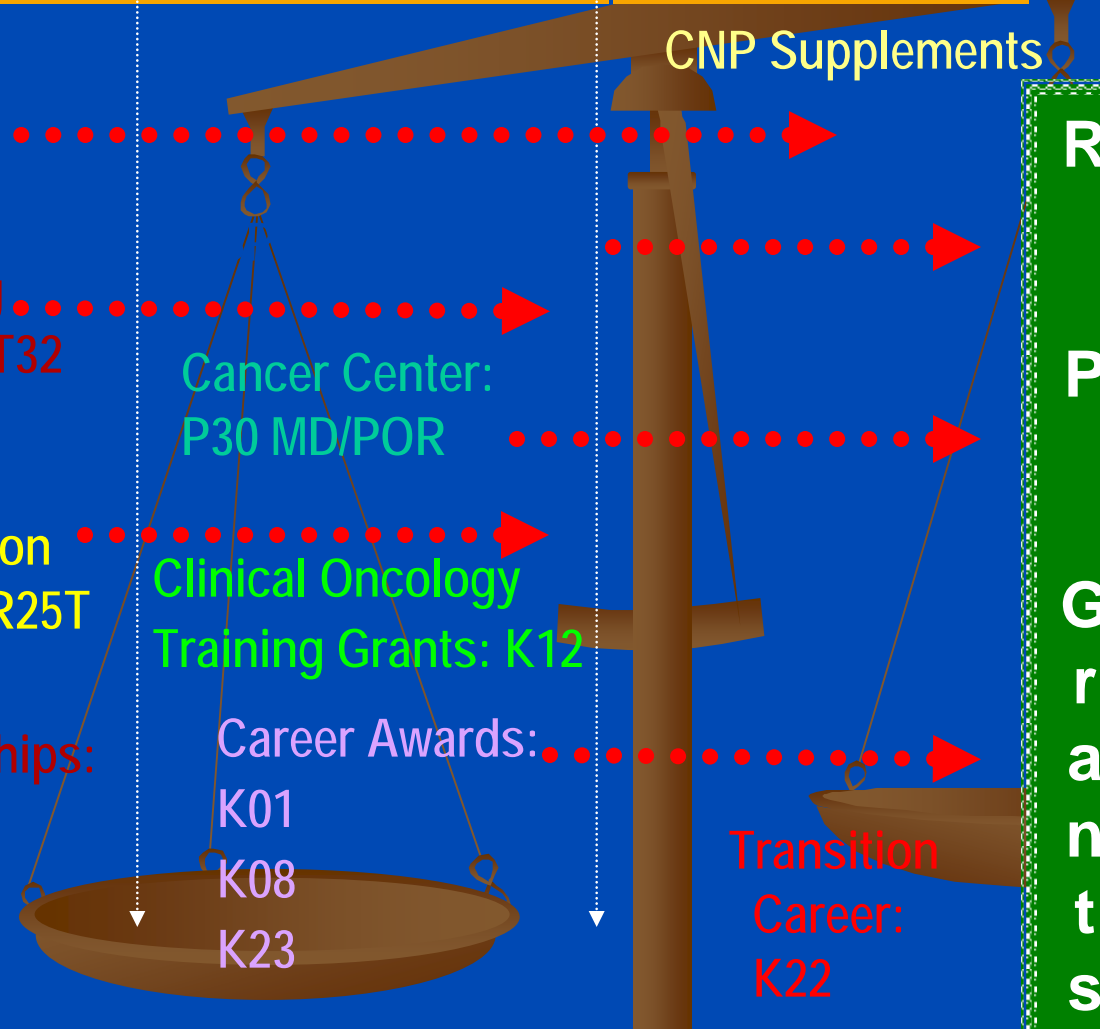 CNP Supplements
T32
Cancer Center:
P30 MD/POR
on
R25T
Clinical Oncology
Training Grants: K12
hips:
Career Awards:
K01
K08
K23
Transition
Career:
K22
R
P
G
r
a
n
t
s